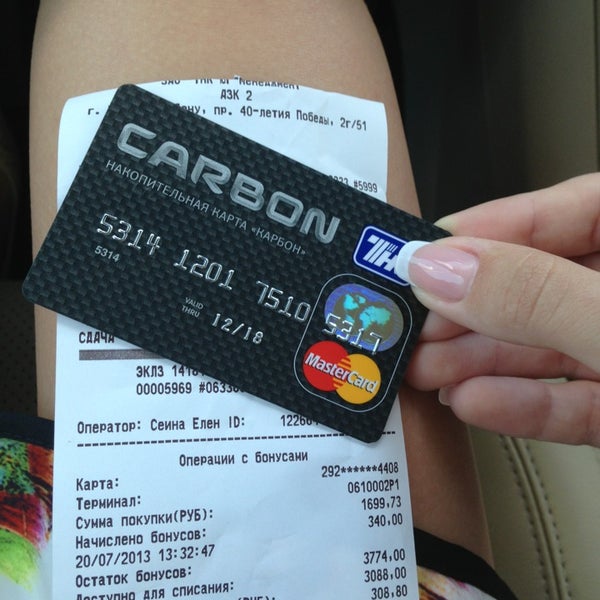 АЗК 2
пр. 40-летия Победы, 2г/51
#5999
CARBON
НАКОПИТЕЛЬНАЯ КАРТА «КАРБОН»
5314 1201 7510 5317
5314
VALID
THRU
12/18
MasterCard
СДАЧА
ЭКЛЗ
00005969
Оператор: Сеина Елен ID:
Операции с бонусами
Карта: 292******4408
Терминал: 0610002P1
Сумма покупки(РУБ): 1699,73
Начислено бонусов: 340,00
20/07/2013 13:32:47
Остаток бонусов: 3774,00
Доступно для списания: 3088,00
308,80